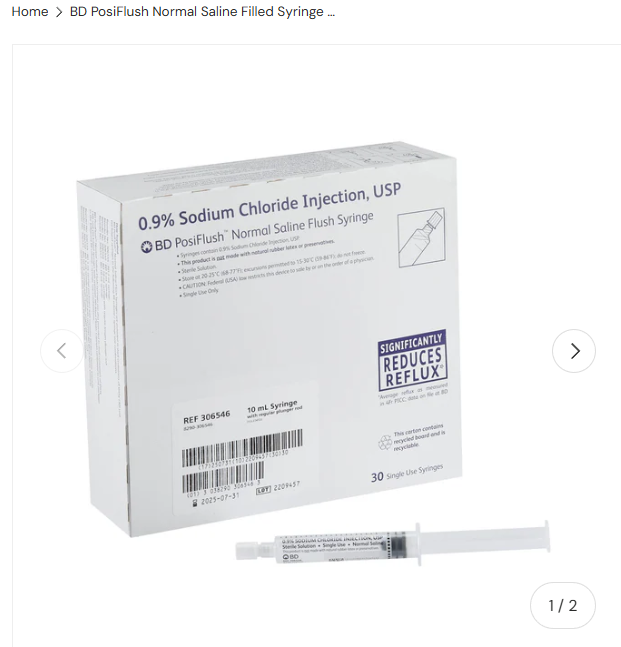 Home > BD PosiFlush Normal Saline Filled Syringe ...
0.9% Sodium Chloride Injection, USP
BD PosiFlush™ Normal Saline Flush Syringe
• Syringes contain 0.9% Sodium Chloride Injection, USP
• This product is not made with natural rubber latex or preservatives.
• Sterile Solution
• Store at 20-25°C (68-77°F); excursions permitted to 15-30°C (59-86°F); do not freeze.
• CAUTION: Federal (USA) law restricts this device to sale by or on the order of a physician.
• Single Use Only
SIGNIFICANTLY
REDUCES
REFLUX*
*Average reflux as measured
in 4Fr PICC; data on file at BD
REF 306546
10 mL Syringe
with regular plunger rod
This carton contains
recycled board and is
recyclable.
2025-07-31
LOT 2209437
30 Single Use Syringes
0.9% SODIUM CHLORIDE INJECTION, USP
Sterile Solution • Single Use • Normal Saline
BD
1 / 2